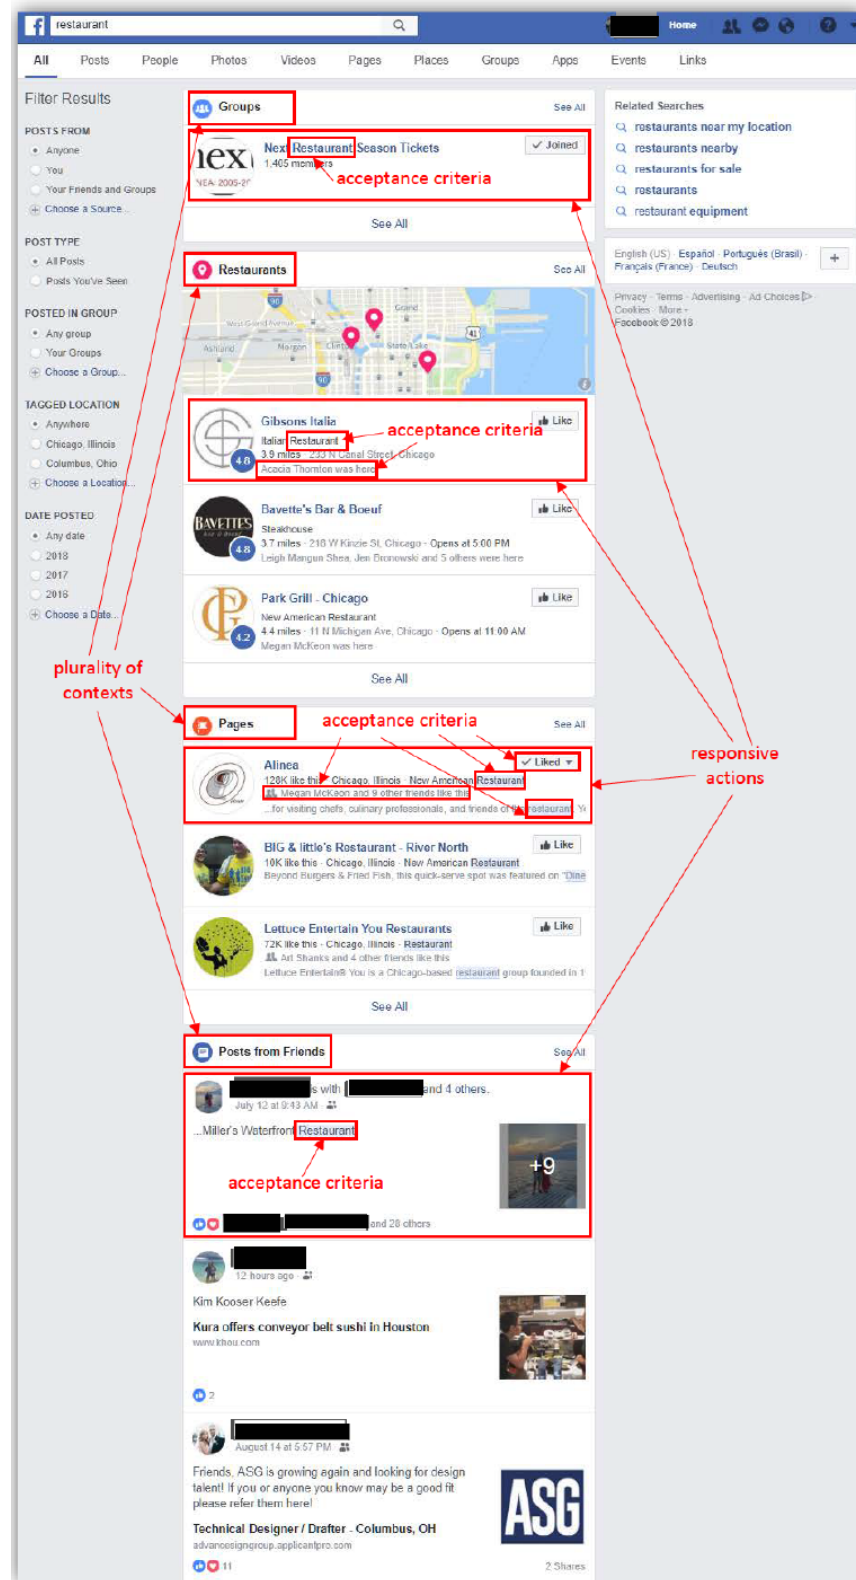 restaurant
Home
All Posts People Photos Videos Pages Places Groups Apps Events Links
Filter Results
POSTS FROM
Anyone
You
Your Friends and Groups
Choose a Source...
POST TYPE
All Posts
Posts You've Seen
POSTED IN GROUP
Any group
Your Groups
Choose a Group...
TAGGED LOCATION
Anywhere
Chicago, Illinois
Columbus, Ohio
Choose a Location...
DATE POSTED
Any date
2018
2017
2016
Choose a Date...
plurality of
contexts
Groups See All
Next Restaurant Season Tickets Joined
1,405 members
acceptance criteria
See All
Restaurants See All
Grand
Ashland Morgan Clinton State/Lake
90
41
90
Gibsons Italia Like
Italian Restaurant
acceptance criteria
3.9 miles · 233 N Canal Street, Chicago
4.8
Acacia Thornton was here
BAVETTE'S
Bavette's Bar & Boeuf Like
Steakhouse
3.7 miles · 218 W Kinzie St, Chicago · Opens at 5:00 PM
4.8
Leigh Mangun Shea, Jen Bronowski and 5 others were here
Park Grill - Chicago Like
New American Restaurant
4.4 miles · 11 N Michigan Ave, Chicago · Opens at 11:00 AM
4.2
Megan McKeon was here
See All
Pages See All
acceptance criteria
Alinea Liked
128K like this · Chicago, Illinois · New American Restaurant
Megan McKeon and 9 other friends like this
...for visiting chefs, culinary professionals, and friends of the restaurant. Y
BIG & little's Restaurant - River North Like
10K like this · Chicago, Illinois · New American Restaurant
Beyond Burgers & Fried Fish, this quick-serve spot was featured on "Dine
Lettuce Entertain You Restaurants Like
72K like this · Chicago, Illinois · Restaurant
Art Shanks and 4 other friends like this
Lettuce Entertain® You is a Chicago-based restaurant group founded in 1
See All
Posts from Friends See All
is with and 4 others.
July 12 at 9:43 AM
...Miller's Waterfront Restaurant
+9
acceptance criteria
and 28 others
12 hours ago
Kim Kooser Keefe
Kura offers conveyor belt sushi in Houston
www.khou.com
2
August 14 at 5:57 PM
Friends, ASG is growing again and looking for design
talent! If you or anyone you know may be a good fit
please refer them here!
ASG
Technical Designer / Drafter - Columbus, OH
advancesigngroup.applicantpro.com
11 2 Shares
Related Searches
restaurants near my location
restaurants nearby
restaurants for sale
restaurants
restaurant equipment
English (US) · Español · Português (Brasil) ·
Français (France) · Deutsch
Privacy · Terms · Advertising · Ad Choices
Cookies · More
Facebook © 2018
responsive
actions